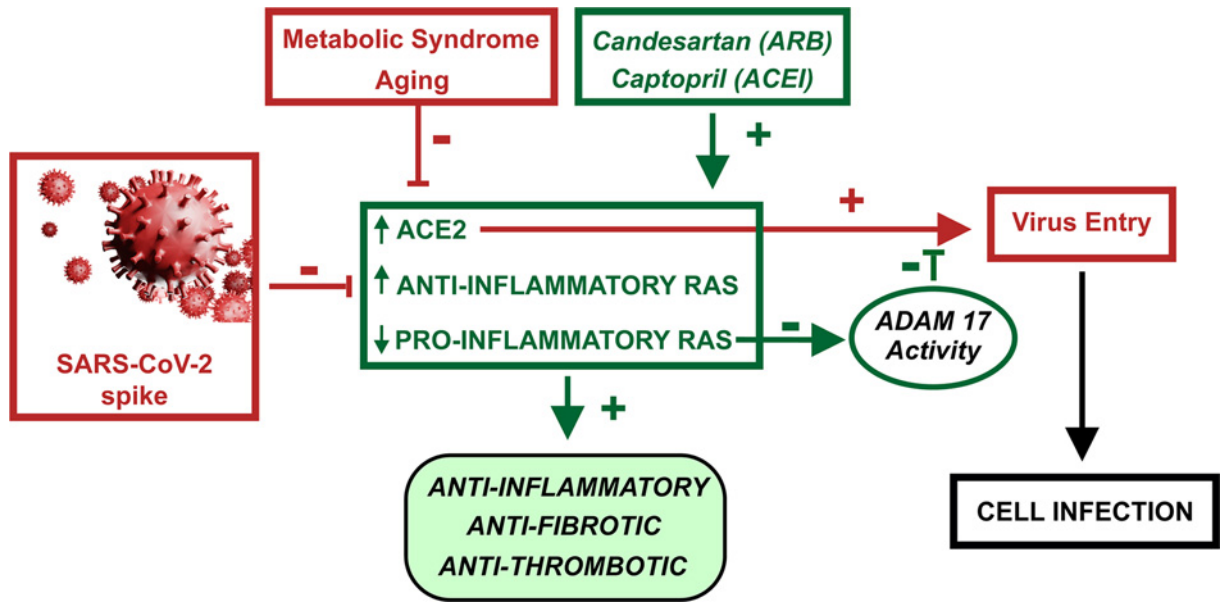 Metabolic Syndrome
Aging
Candesartan (ARB)
Captopril (ACEI)
-
+
SARS-CoV-2
spike
-
↑ ACE2
↑ ANTI-INFLAMMATORY RAS
↓ PRO-INFLAMMATORY RAS
+
Virus Entry
-
-
ADAM 17
Activity
+
ANTI-INFLAMMATORY
ANTI-FIBROTIC
ANTI-THROMBOTIC
CELL INFECTION